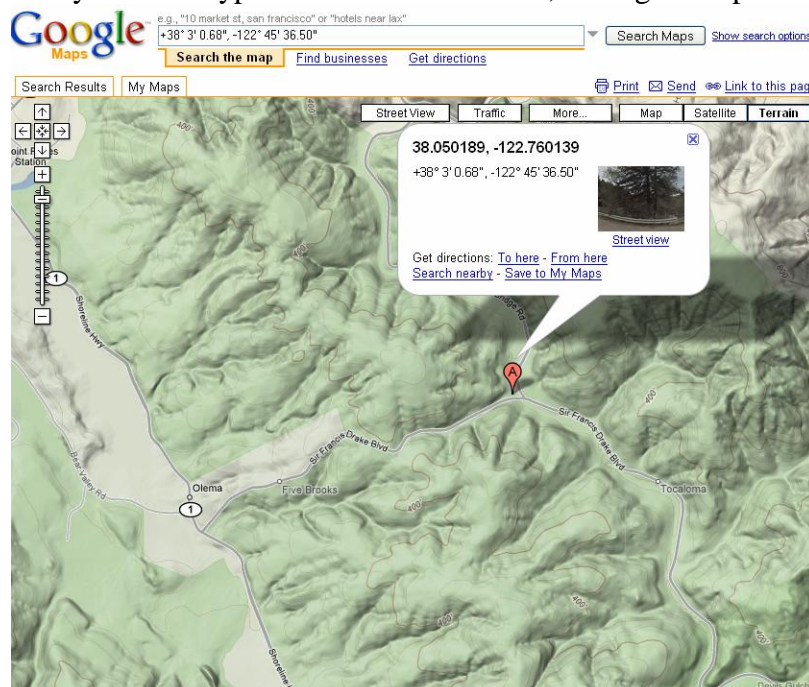 Google
Maps
e.g., "10 market st, san francisco" or "hotels near lax"
+38° 3' 0.68", -122° 45' 36.50"
Search Maps
Show search options
Search the map
Find businesses
Get directions
Search Results
My Maps
Print
Send
Link to this pag
Street View
Traffic
More...
Map
Satellite
Terrain
38.050189, -122.760139
+38° 3' 0.68", -122° 45' 36.50"
Street view
Get directions: To here - From here
Search nearby - Save to My Maps
400'
Station
1
Shoreline Hwy
400'
A
400
Sir Francis Drake Blvd
Sir Francis Drake Blvd
Bear Valley Rd
Olema
Five Brooks
Tocaloma
1
400'
400'
Shoreline H